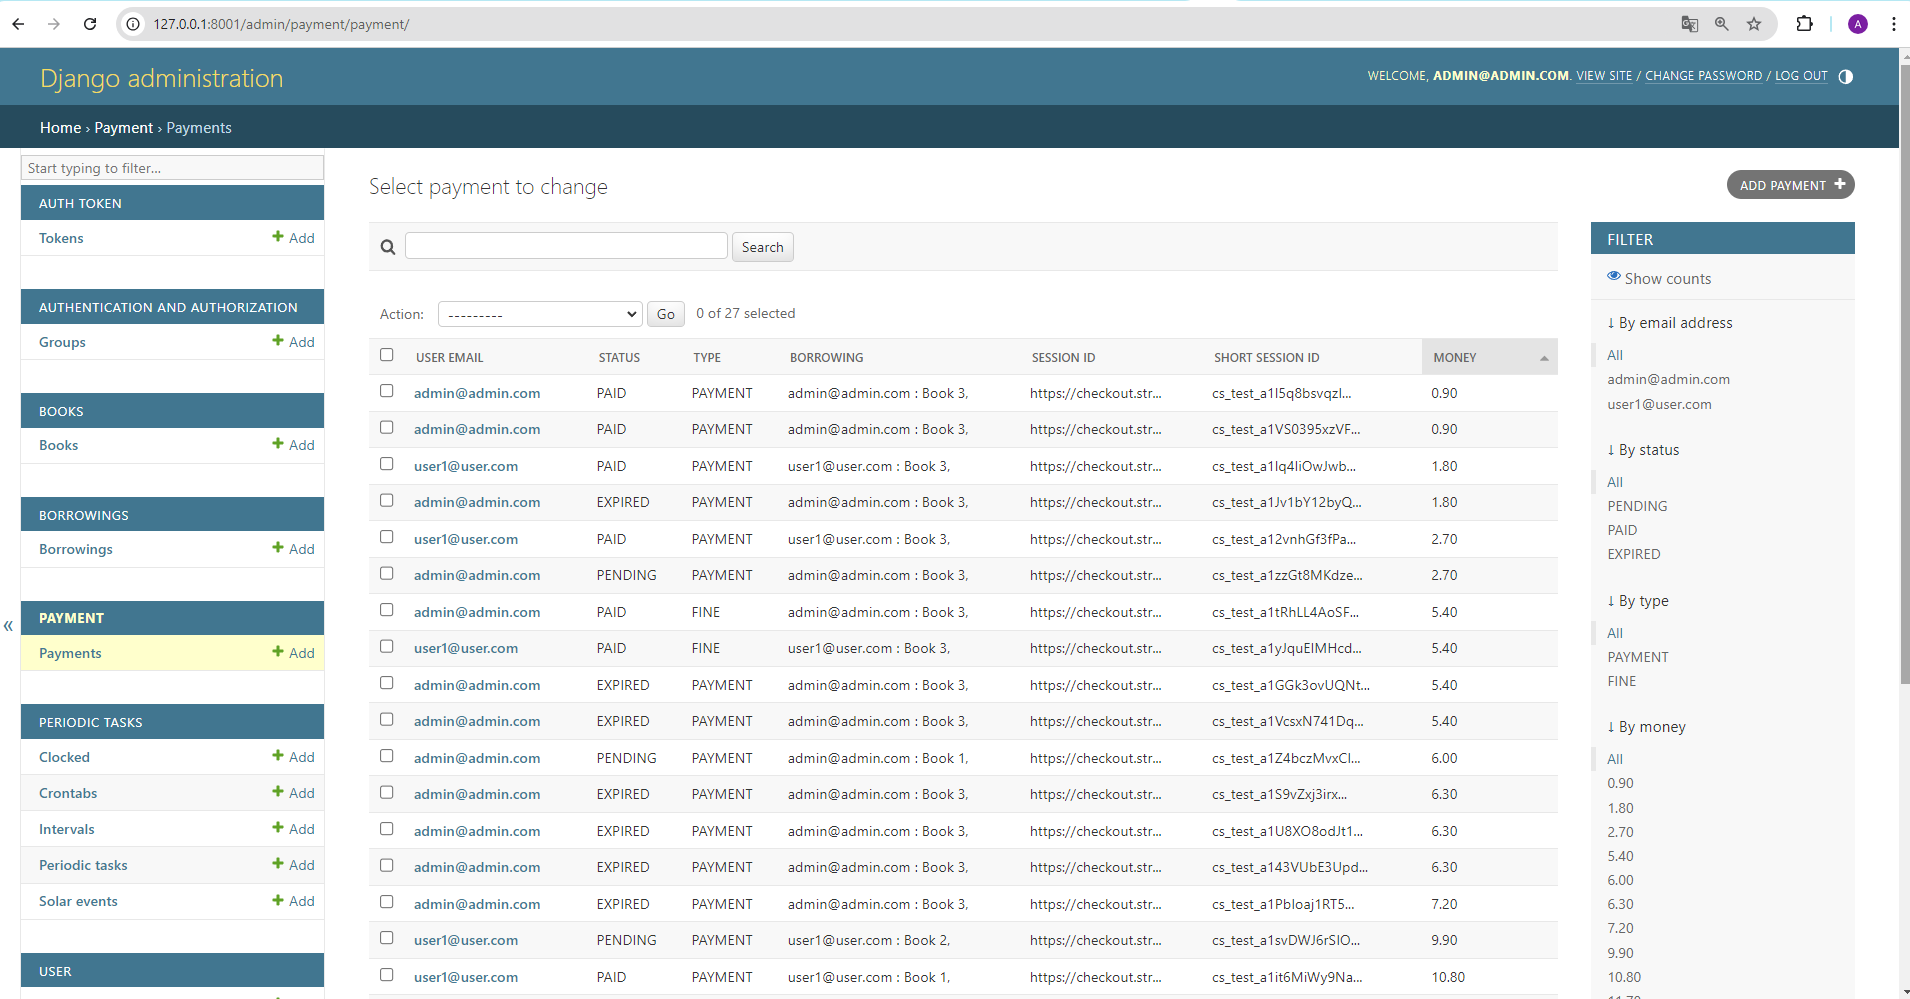 127.0.0.1:8001/admin/payment/payment/
A
Django administration
WELCOME, ADMIN@ADMIN.COM. VIEW SITE / CHANGE PASSWORD / LOG OUT
Home › Payment › Payments
Start typing to filter...
AUTH TOKEN
Tokens + Add
AUTHENTICATION AND AUTHORIZATION
Groups + Add
BOOKS
Books + Add
BORROWINGS
Borrowings + Add
«
PAYMENT
Payments + Add
PERIODIC TASKS
Clocked + Add
Crontabs + Add
Intervals + Add
Periodic tasks + Add
Solar events + Add
USER
Select payment to change
ADD PAYMENT +
Search
Action: --------- Go 0 of 27 selected
USER EMAIL STATUS TYPE BORROWING SESSION ID SHORT SESSION ID MONEY
admin@admin.com PAID PAYMENT admin@admin.com : Book 3, https://checkout.str... cs_test_a1I5q8bsvqzI... 0.90
admin@admin.com PAID PAYMENT admin@admin.com : Book 3, https://checkout.str... cs_test_a1VS0395xzVF... 0.90
user1@user.com PAID PAYMENT user1@user.com : Book 3, https://checkout.str... cs_test_a1Iq4IiOwJwb... 1.80
admin@admin.com EXPIRED PAYMENT admin@admin.com : Book 3, https://checkout.str... cs_test_a1Jv1bY12byQ... 1.80
user1@user.com PAID PAYMENT user1@user.com : Book 3, https://checkout.str... cs_test_a12vnhGf3fPa... 2.70
admin@admin.com PENDING PAYMENT admin@admin.com : Book 3, https://checkout.str... cs_test_a1zzGt8MKdze... 2.70
admin@admin.com PAID FINE admin@admin.com : Book 3, https://checkout.str... cs_test_a1tRhLL4AoSF... 5.40
user1@user.com PAID FINE user1@user.com : Book 3, https://checkout.str... cs_test_a1yJquEIMHcd... 5.40
admin@admin.com EXPIRED PAYMENT admin@admin.com : Book 3, https://checkout.str... cs_test_a1GGk3ovUQNt... 5.40
admin@admin.com EXPIRED PAYMENT admin@admin.com : Book 3, https://checkout.str... cs_test_a1VcsxN741Dq... 5.40
admin@admin.com PENDING PAYMENT admin@admin.com : Book 1, https://checkout.str... cs_test_a1Z4bczMvxCI... 6.00
admin@admin.com EXPIRED PAYMENT admin@admin.com : Book 3, https://checkout.str... cs_test_a1S9vZxj3irx... 6.30
admin@admin.com EXPIRED PAYMENT admin@admin.com : Book 3, https://checkout.str... cs_test_a1U8XO8odJt1... 6.30
admin@admin.com EXPIRED PAYMENT admin@admin.com : Book 3, https://checkout.str... cs_test_a143VUbE3Upd... 6.30
admin@admin.com EXPIRED PAYMENT admin@admin.com : Book 3, https://checkout.str... cs_test_a1PbIoaj1RT5... 7.20
user1@user.com PENDING PAYMENT user1@user.com : Book 2, https://checkout.str... cs_test_a1svDWJ6rSIO... 9.90
user1@user.com PAID PAYMENT user1@user.com : Book 1, https://checkout.str... cs_test_a1it6MiWy9Na... 10.80
FILTER
Show counts
↓ By email address
All
admin@admin.com
user1@user.com
↓ By status
All
PENDING
PAID
EXPIRED
↓ By type
All
PAYMENT
FINE
↓ By money
All
0.90
1.80
2.70
5.40
6.00
6.30
7.20
9.90
10.80